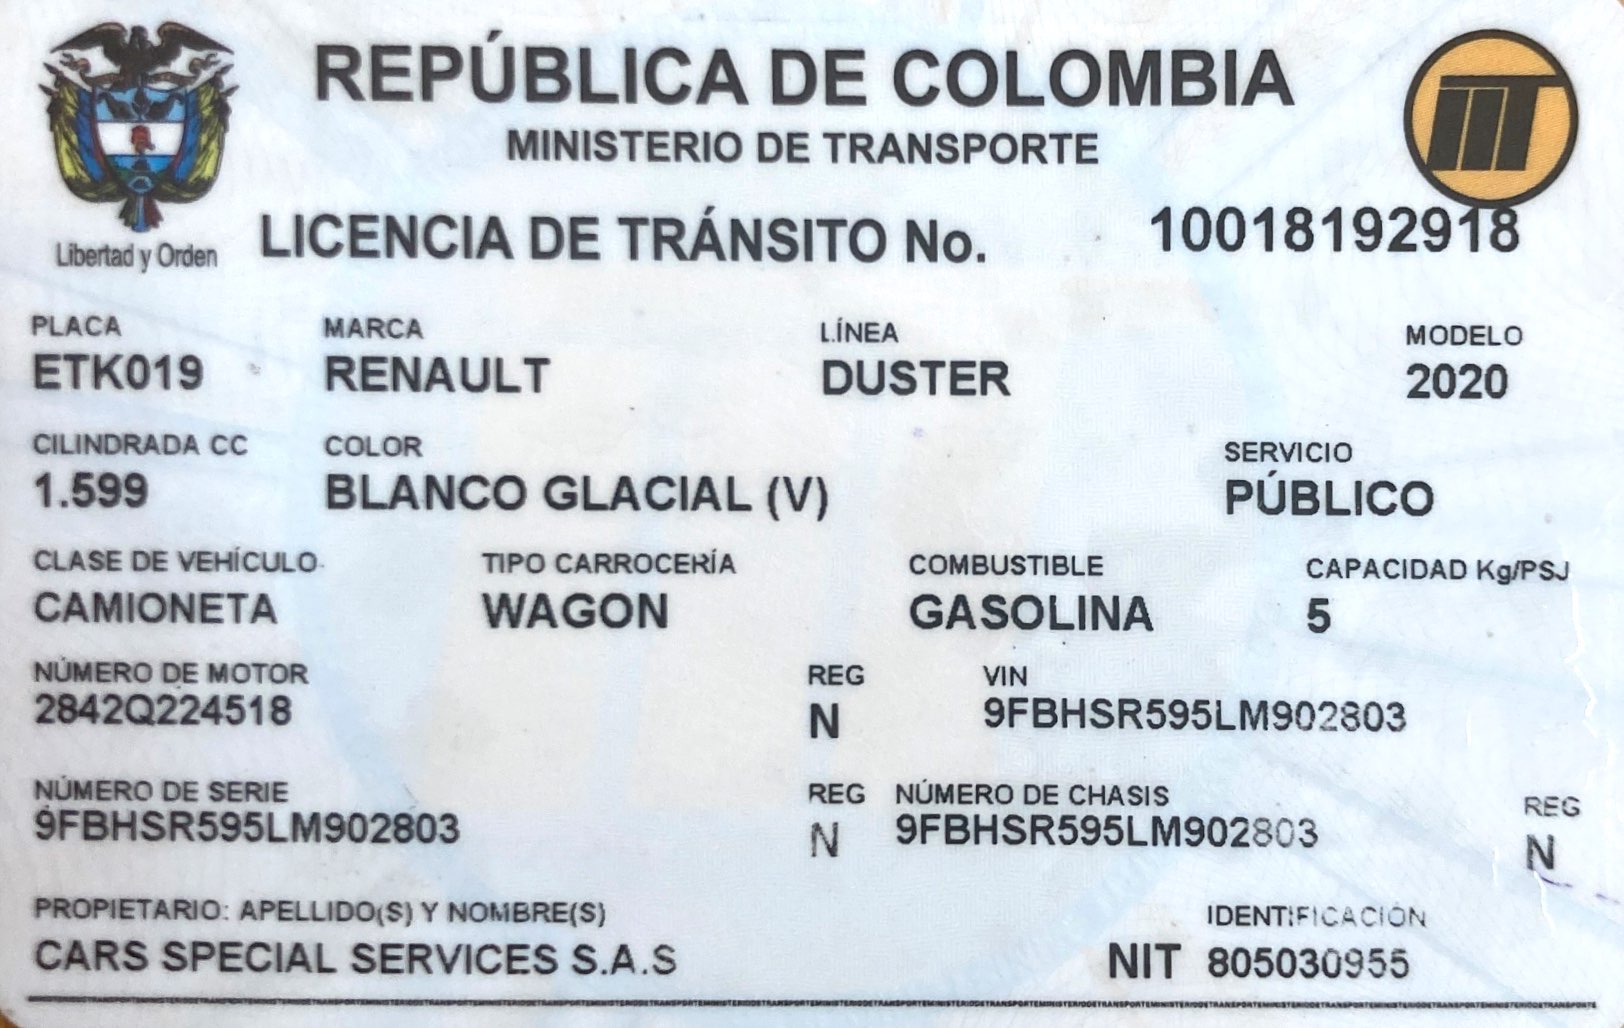 REPÚBLICA DE COLOMBIA
MINISTERIO DE TRANSPORTE
Libertad y Orden
LICENCIA DE TRÁNSITO No. 10018192918
PLACA MARCA LÍNEA MODELO
ETK019 RENAULT DUSTER 2020
CILINDRADA CC COLOR SERVICIO
1.599 BLANCO GLACIAL (V) PÚBLICO
CLASE DE VEHÍCULO TIPO CARROCERÍA COMBUSTIBLE CAPACIDAD Kg/PSJ
CAMIONETA WAGON GASOLINA 5
NÚMERO DE MOTOR REG VIN
2842Q224518 N 9FBHSR595LM902803
NÚMERO DE SERIE REG NÚMERO DE CHASIS REG
9FBHSR595LM902803 N 9FBHSR595LM902803 N
PROPIETARIO: APELLIDO(S) Y NOMBRE(S) IDENTIFICACIÓN
CARS SPECIAL SERVICES S.A.S NIT 805030955